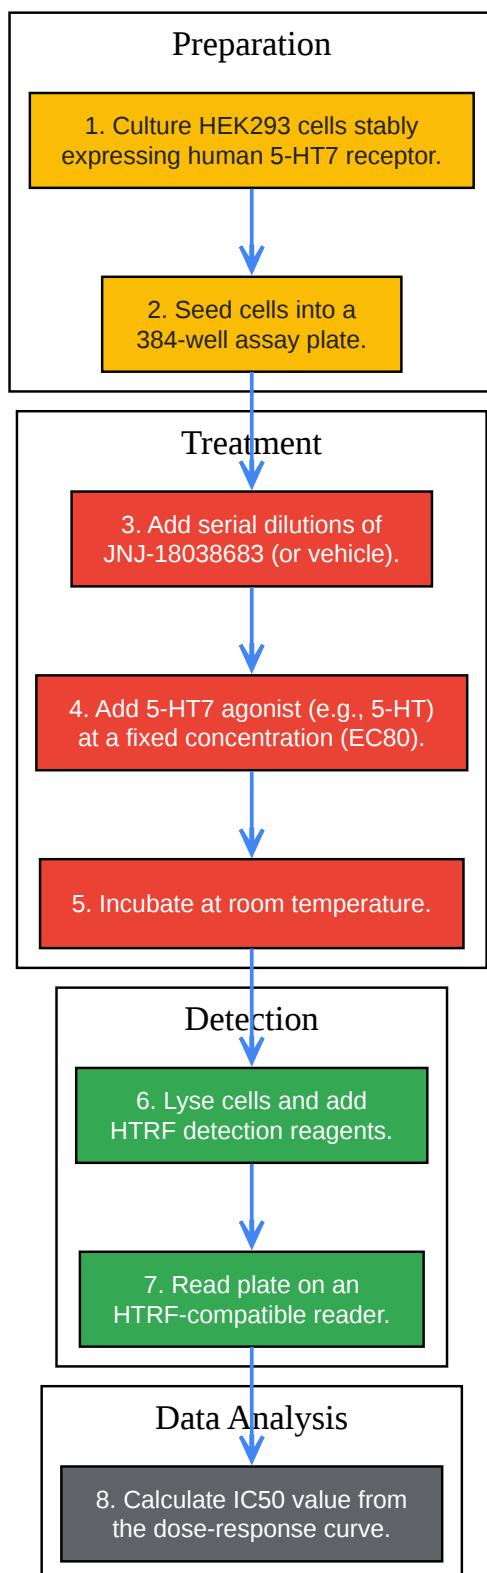 Preparation
1. Culture HEK293 cells stably
expressing human 5-HT7 receptor.
2. Seed cells into a
384-well assay plate.
Treatment
3. Add serial dilutions of
JNJ-18038683 (or vehicle).
4. Add 5-HT7 agonist (e.g., 5-HT)
at a fixed concentration (EC80).
5. Incubate at room temperature.
Detection
6. Lyse cells and add
HTRF detection reagents.
7. Read plate on an
HTRF-compatible reader.
Data Analysis
8. Calculate IC50 value from
the dose-response curve.